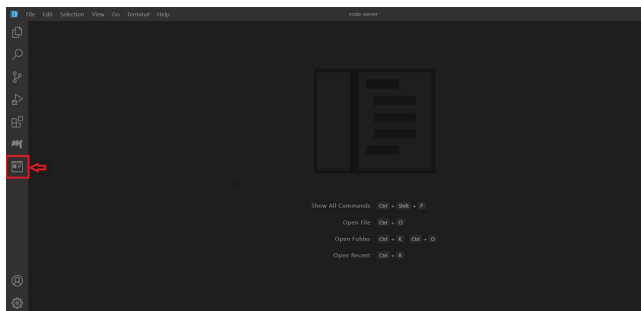 File Edit Selection View Go Terminal Help
code-server
Show All Commands Ctrl + Shift + P
Open File Ctrl + O
Open Folder Ctrl + K Ctrl + O
Open Recent Ctrl + R